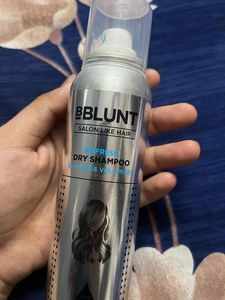 BBLUNT
SALON LIKE HAIR
REFRESH
DRY SHAMPOO